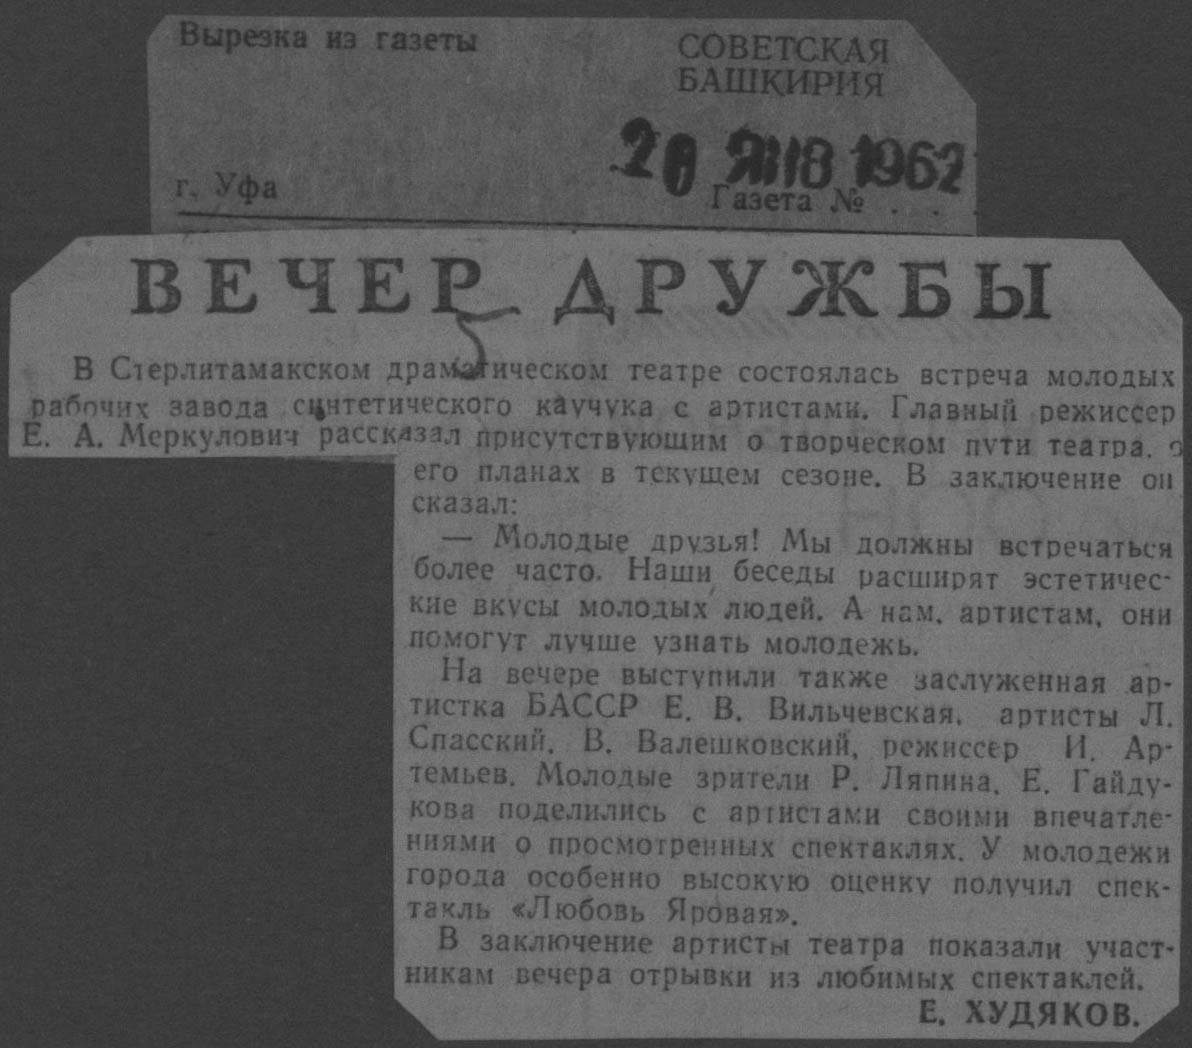 Вырезка из газеты
СОВЕТСКАЯ
БАШКИРИЯ
20 ЯНВ 1962
г. Уфа
Газета № . . .
ВЕЧЕР ДРУЖБЫ
В Стерлитамакском драматическом театре состоялась встреча молодых
рабочих завода синтетического каучука с артистами. Главный режиссер
Е. А. Меркулович рассказал присутствующим о творческом пути театра, о
его планах в текущем сезоне. В заключение он
сказал:
— Молодые друзья! Мы должны встречаться
более часто. Наши беседы расширят эстетичес-
кие вкусы молодых людей. А нам, артистам, они
помогут лучше узнать молодежь.
На вечере выступили также заслуженная ар-
тистка БАССР Е. В. Вильчевская, артисты Л.
Спасский, В. Валешковский, режиссер И. Ар-
темьев. Молодые зрители Р. Ляпина, Е. Гайду-
кова поделились с артистами своими впечатле-
ниями о просмотренных спектаклях. У молодежи
города особенно высокую оценку получил спек-
такль «Любовь Яровая».
В заключение артисты театра показали участ-
никам вечера отрывки из любимых спектаклей.
Е. ХУДЯКОВ.